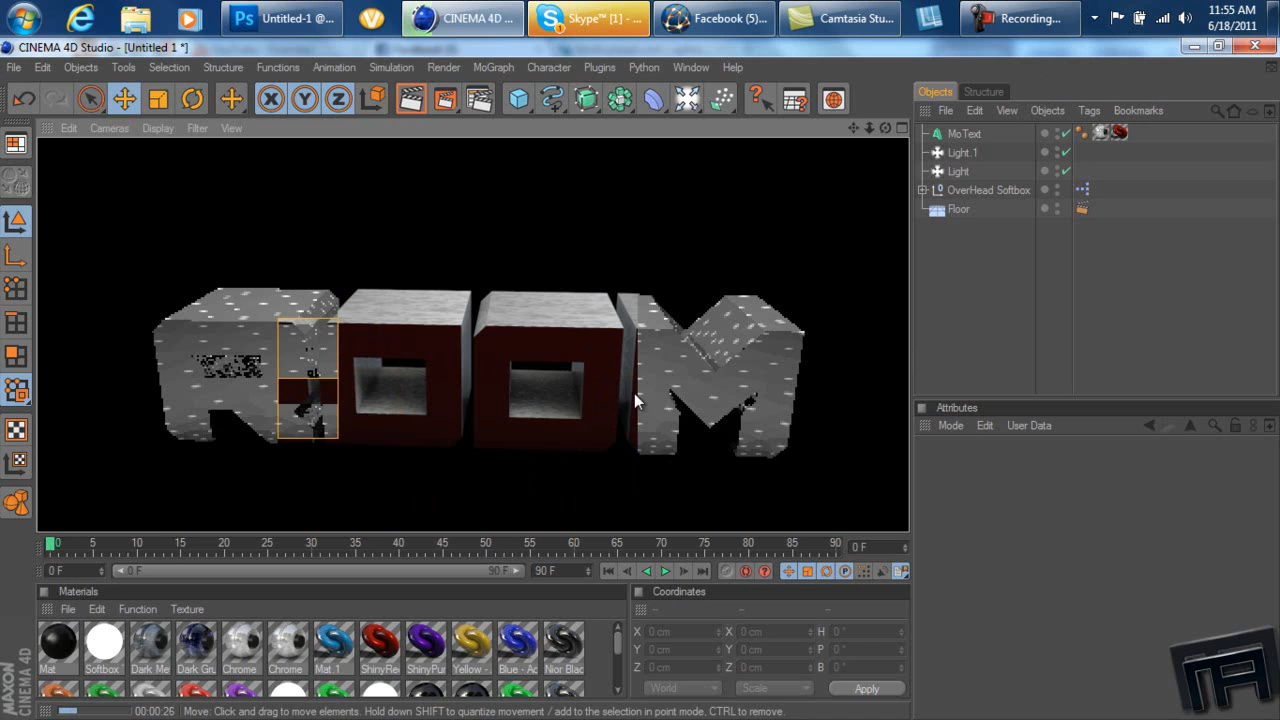 Untitled-1 @...
CINEMA 4D ...
Skype™ [1] - ...
Facebook (5)...
Camtasia Stu...
Recording...
11:55 AM
6/18/2011
CINEMA 4D Studio - [Untitled 1 *]
File Edit Objects Tools Selection Structure Functions Animation Simulation Render MoGraph Character Plugins Python Window Help
X Y Z
Objects Structure
Edit Cameras Display Filter View
File Edit View Objects Tags Bookmarks
MoText
Light.1
Light
OverHead Softbox
Floor
ROOM
Attributes
Mode Edit User Data
0 5 10 15 20 25 30 35 40 45 50 55 60 65 70 75 80 85 90 0 F
0 F 0 F 90 F 90 F
Materials
Coordinates
File Edit Function Texture
-- -- --
X 0 cm X 0 cm H 0 °
Y 0 cm Y 0 cm P 0 °
Z 0 cm Z 0 cm B 0 °
Mat Softbox Dark Me Dark Gru Chrome Chrome Mat.1 ShinyRe ShinyPur Yellow - Blue - Ac Nior Blac
World Scale Apply
MAXON
CINEMA 4D
00:00:26 Move: Click and drag to move elements. Hold down SHIFT to quantize movement / add to the selection in point mode, CTRL to remove.